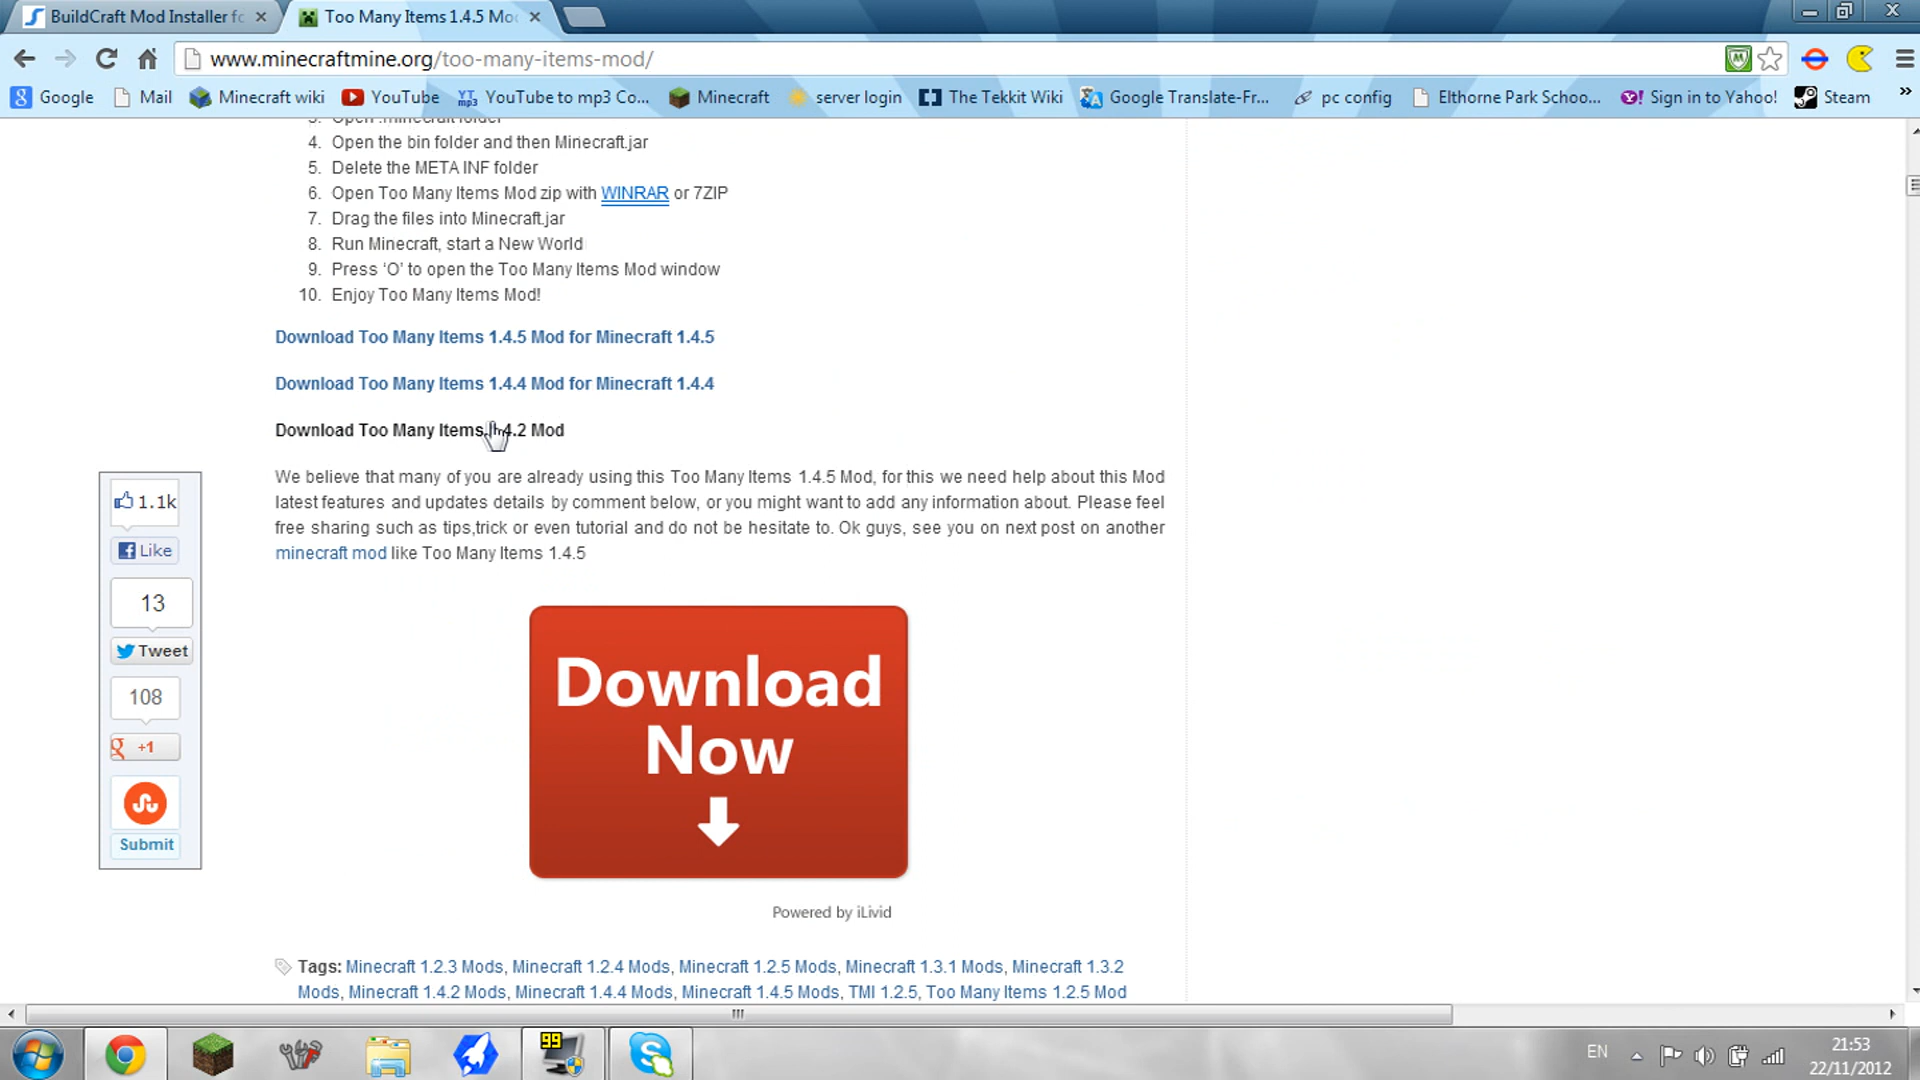 BuildCraft Mod Installer fo
Too Many Items 1.4.5 Mo
www.minecraftmine.org/too-many-items-mod/
Google
Mail
Minecraft wiki
YouTube
YouTube to mp3 Co...
Minecraft
server login
The Tekkit Wiki
Google Translate-Fr...
pc config
Elthorne Park Schoo...
Sign in to Yahoo!
Steam
3. Open .minecraft folder
4. Open the bin folder and then Minecraft.jar
5. Delete the META INF folder
6. Open Too Many Items Mod zip with WINRAR or 7ZIP
7. Drag the files into Minecraft.jar
8. Run Minecraft, start a New World
9. Press ‘O’ to open the Too Many Items Mod window
10. Enjoy Too Many Items Mod!
Download Too Many Items 1.4.5 Mod for Minecraft 1.4.5
Download Too Many Items 1.4.4 Mod for Minecraft 1.4.4
Download Too Many Items 1.4.2 Mod
We believe that many of you are already using this Too Many Items 1.4.5 Mod, for this we need help about this Mod
latest features and updates details by comment below, or you might want to add any information about. Please feel
free sharing such as tips,trick or even tutorial and do not be hesitate to. Ok guys, see you on next post on another
minecraft mod like Too Many Items 1.4.5
1.1k
Like
13
Tweet
108
+1
Submit
Download
Now
Powered by iLivid
Tags: Minecraft 1.2.3 Mods, Minecraft 1.2.4 Mods, Minecraft 1.2.5 Mods, Minecraft 1.3.1 Mods, Minecraft 1.3.2
Mods, Minecraft 1.4.2 Mods, Minecraft 1.4.4 Mods, Minecraft 1.4.5 Mods, TMI 1.2.5, Too Many Items 1.2.5 Mod
99
EN
21:53
22/11/2012